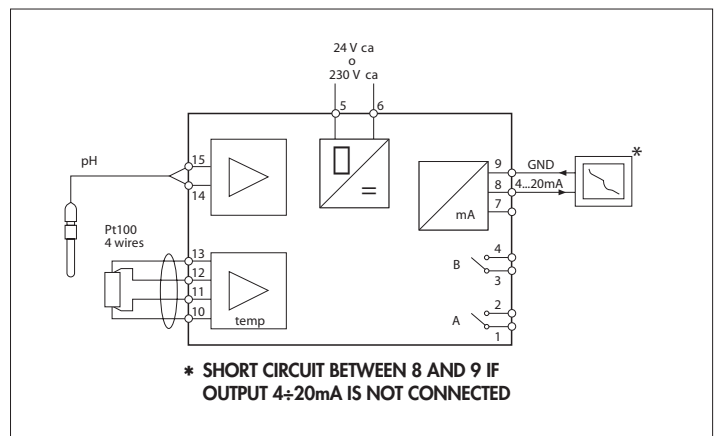 24 V ca
o
230 V ca
5
6
pH
15
14
9
GND
*
8
4...20mA
7
mA
Pt100
4 wires
13
12
11
10
temp
4
B
3
2
A
1
* SHORT CIRCUIT BETWEEN 8 AND 9 IF
OUTPUT 4÷20mA IS NOT CONNECTED